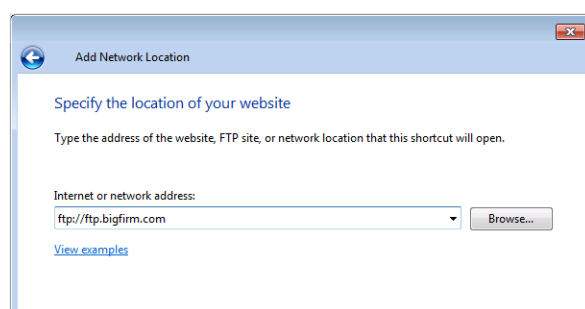 Add Network Location
Specify the location of your website
Type the address of the website, FTP site, or network location that this shortcut will open.
Internet or network address:
ftp://ftp.bigfirm.com
Browse...
View examples